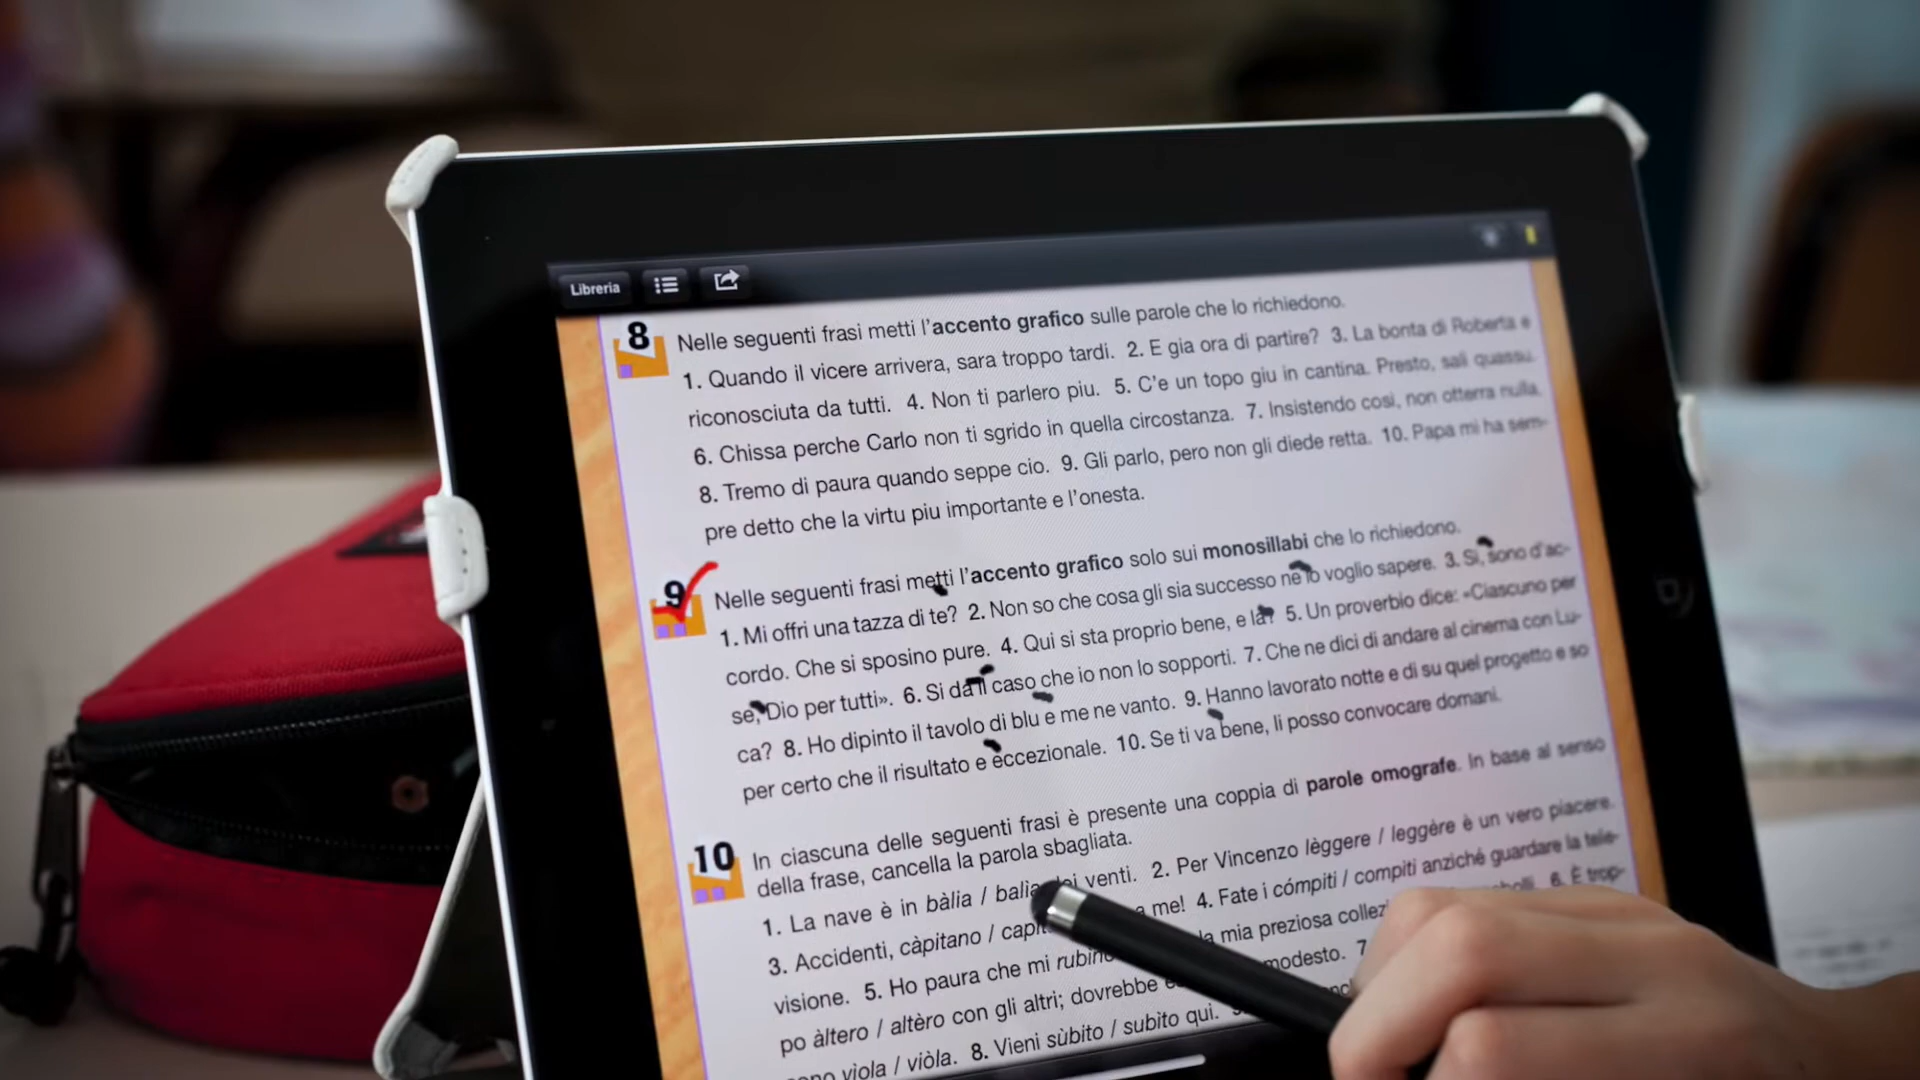 Libreria
8 Nelle seguenti frasi metti l'accento grafico sulle parole che lo richiedono.
1. Quando il vicere arrivera, sara troppo tardi. 2. E gia ora di partire? 3. La bonta di Roberta e
riconosciuta da tutti. 4. Non ti parlero piu. 5. C'e un topo giu in cantina. Presto, sali quassu.
6. Chissa perche Carlo non ti sgrido in quella circostanza. 7. Insistendo cosi, non otterra nulla.
8. Tremo di paura quando seppe cio. 9. Gli parlo, pero non gli diede retta. 10. Papa mi ha sem-
pre detto che la virtu piu importante e l'onesta.
9 Nelle seguenti frasi metti l'accento grafico solo sui monosillabi che lo richiedono.
1. Mi offri una tazza di te? 2. Non so che cosa gli sia successo ne lo voglio sapere. 3. Si, sono d'ac-
cordo. Che si sposino pure. 4. Qui si sta proprio bene, e la? 5. Un proverbio dice: «Ciascuno per
se, Dio per tutti». 6. Si da il caso che io non lo sopporti. 7. Che ne dici di andare al cinema con Lu-
ca? 8. Ho dipinto il tavolo di blu e me ne vanto. 9. Hanno lavorato notte e di su quel progetto e so
per certo che il risultato e eccezionale. 10. Se ti va bene, li posso convocare domani.
10 In ciascuna delle seguenti frasi è presente una coppia di parole omografe. In base al senso
della frase, cancella la parola sbagliata.
1. La nave è in bàlia / balìa dei venti. 2. Per Vincenzo lèggere / leggère è un vero piacere.
3. Accidenti, càpitano / a me! 4. Fate i cómpiti / compìti anziché guardare la tele-
visione. 5. Ho paura che mi mia preziosa 6. È trop-
po àltero / altèro con gli altri; dovrebbe modesto. 7
vìola / viòla. 8. Vieni sùbito / subìto qui.